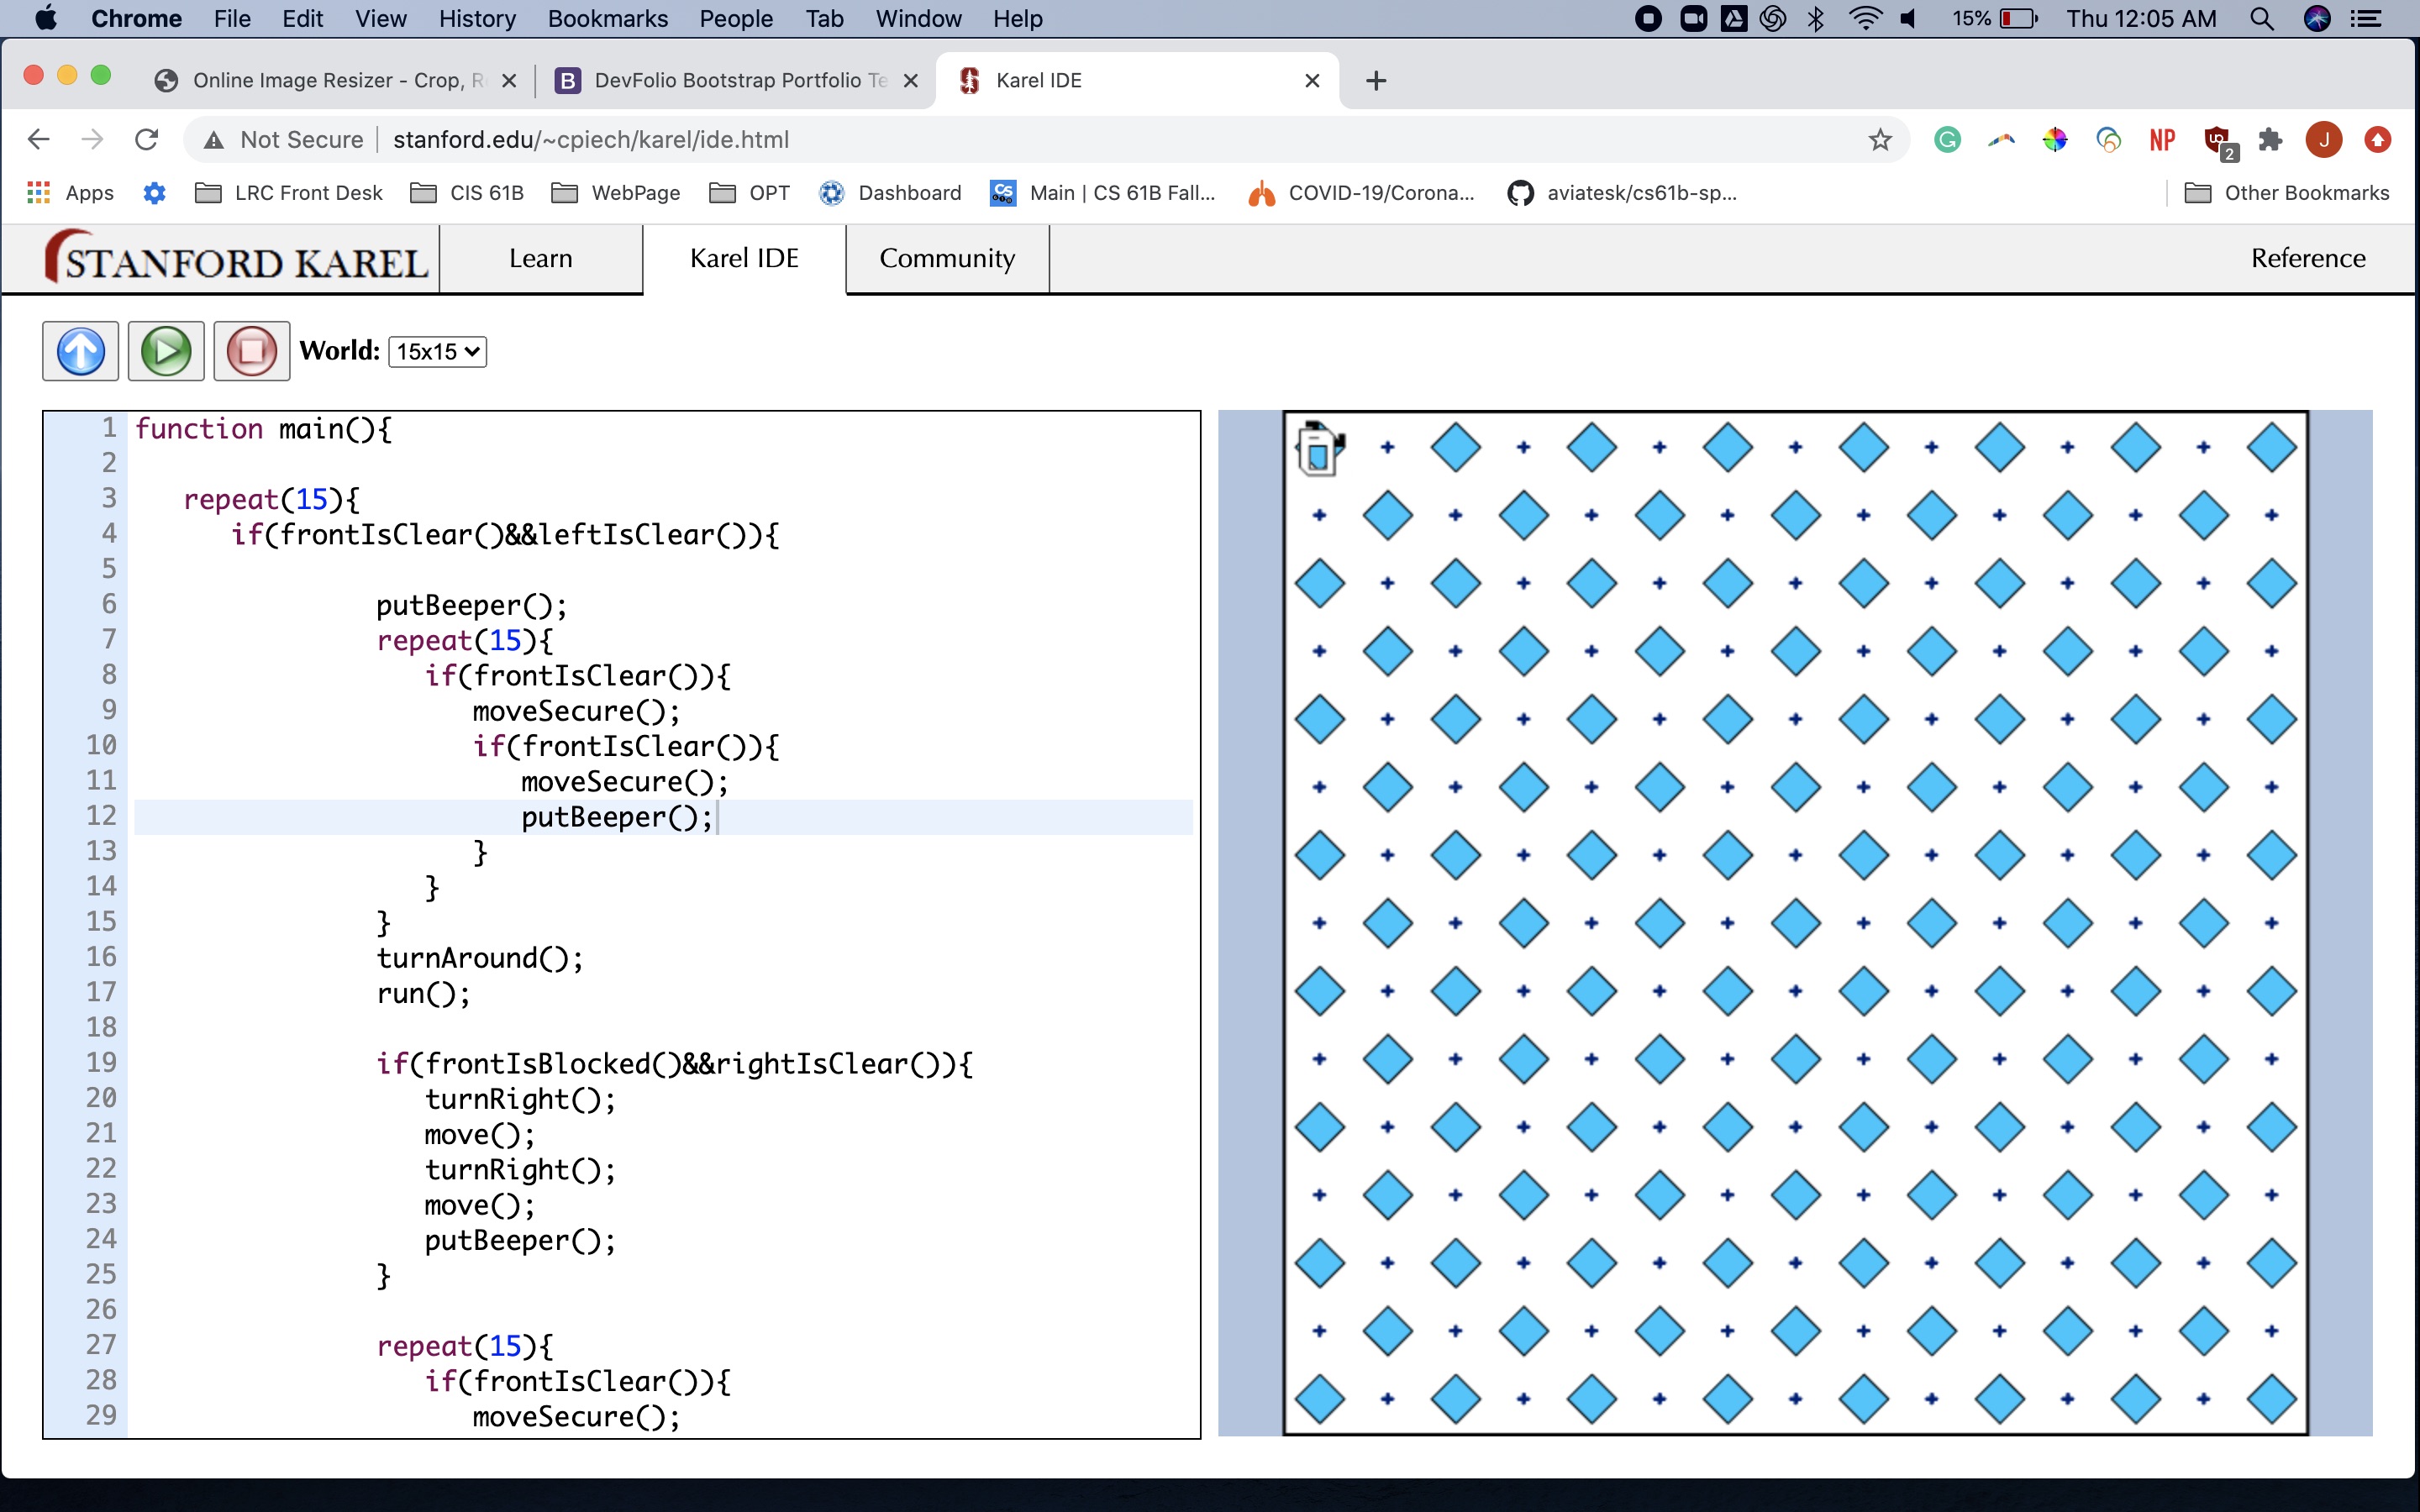 Chrome File Edit View History Bookmarks People Tab Window Help 15% Thu 12:05 AM
Online Image Resizer - Crop, R B DevFolio Bootstrap Portfolio Te Karel IDE
Not Secure stanford.edu/~cpiech/karel/ide.html NP 2 J
Apps LRC Front Desk CIS 61B WebPage OPT Dashboard CS Main | CS 61B Fall... COVID-19/Corona... aviatesk/cs61b-sp... Other Bookmarks
STANFORD KAREL Learn Karel IDE Community Reference
World: 15x15
1 function main(){
2
3 repeat(15){
4 if(frontIsClear()&&leftIsClear()){
5
6 putBeeper();
7 repeat(15){
8 if(frontIsClear()){
9 moveSecure();
10 if(frontIsClear()){
11 moveSecure();
12 putBeeper();
13 }
14 }
15 }
16 turnAround();
17 run();
18
19 if(frontIsBlocked()&&rightIsClear()){
20 turnRight();
21 move();
22 turnRight();
23 move();
24 putBeeper();
25 }
26
27 repeat(15){
28 if(frontIsClear()){
29 moveSecure();